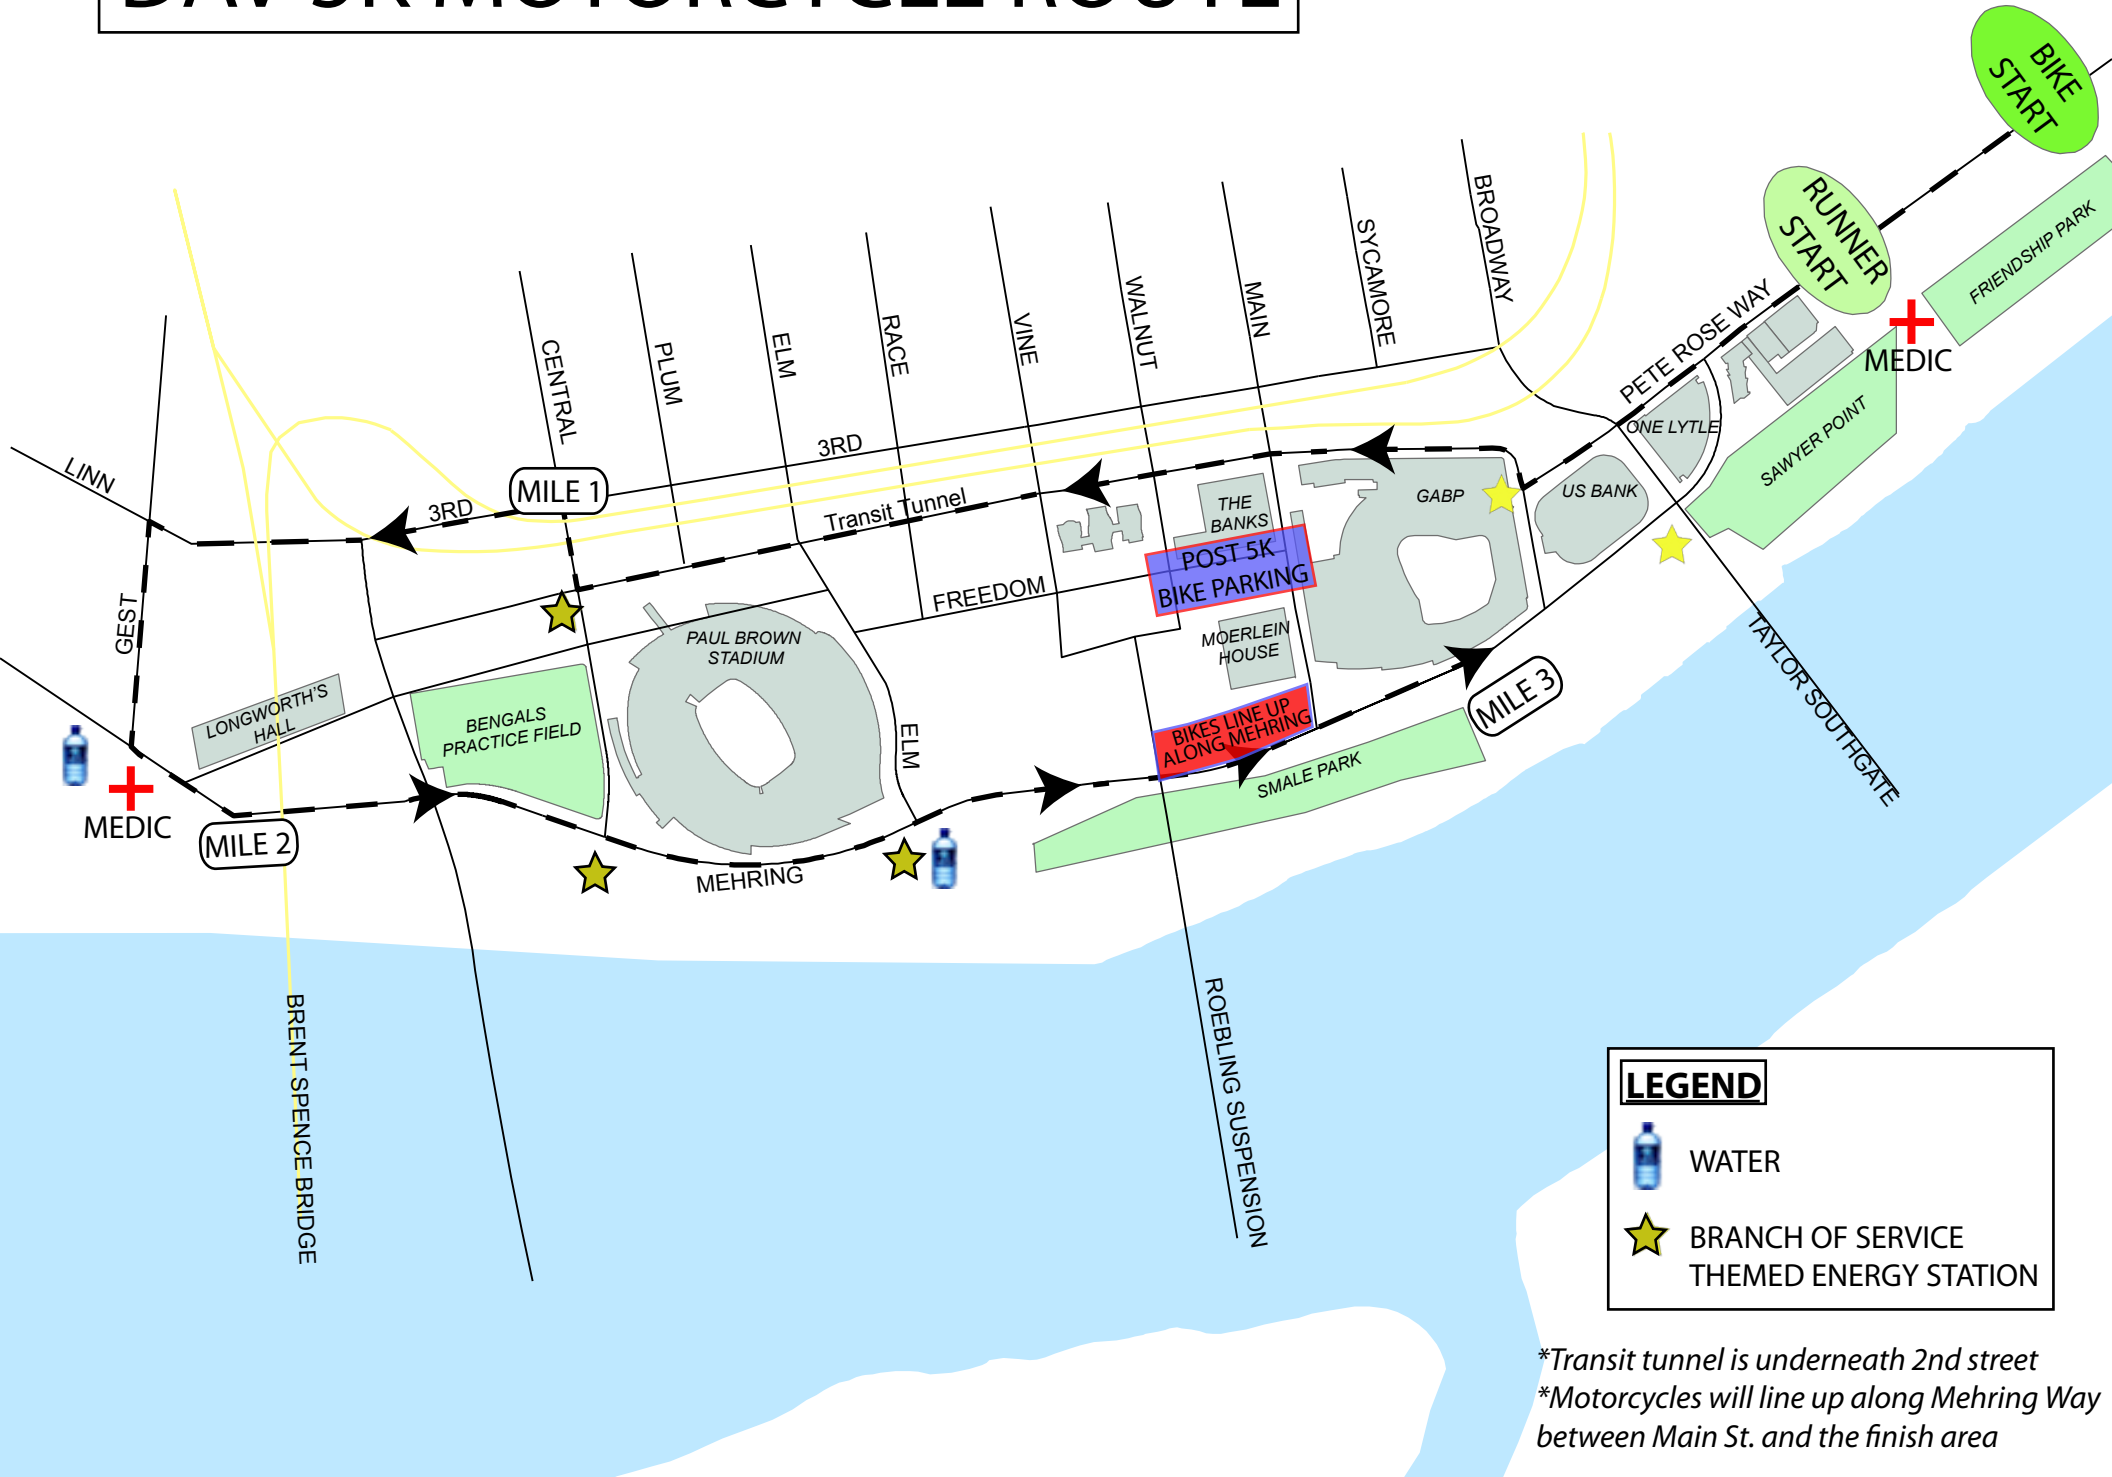 DAV 5K MOTORCYCLE ROUTE
BIKE
START
RUNNER
START
FRIENDSHIP PARK
MEDIC
BROADWAY
SYCAMORE
MAIN
WALNUT
VINE
RACE
ELM
PLUM
CENTRAL
PETE ROSE WAY
ONE LYTLE
SAWYER POINT
3RD
LINN
MILE 1
3RD
Transit Tunnel
THE
BANKS
GABP
US BANK
POST 5K
BIKE PARKING
FREEDOM
GEST
PAUL BROWN
STADIUM
MOERLEIN
HOUSE
TAYLOR SOUTHGATE
LONGWORTH'S
HALL
BENGALS
PRACTICE FIELD
ELM
BIKES LINE UP
ALONG MEHRING
MILE 3
SMALE PARK
MEDIC
MILE 2
MEHRING
BRENT SPENCE BRIDGE
ROEBLING SUSPENSION
LEGEND
WATER
BRANCH OF SERVICE
THEMED ENERGY STATION
*Transit tunnel is underneath 2nd street
*Motorcycles will line up along Mehring Way
between Main St. and the finish area